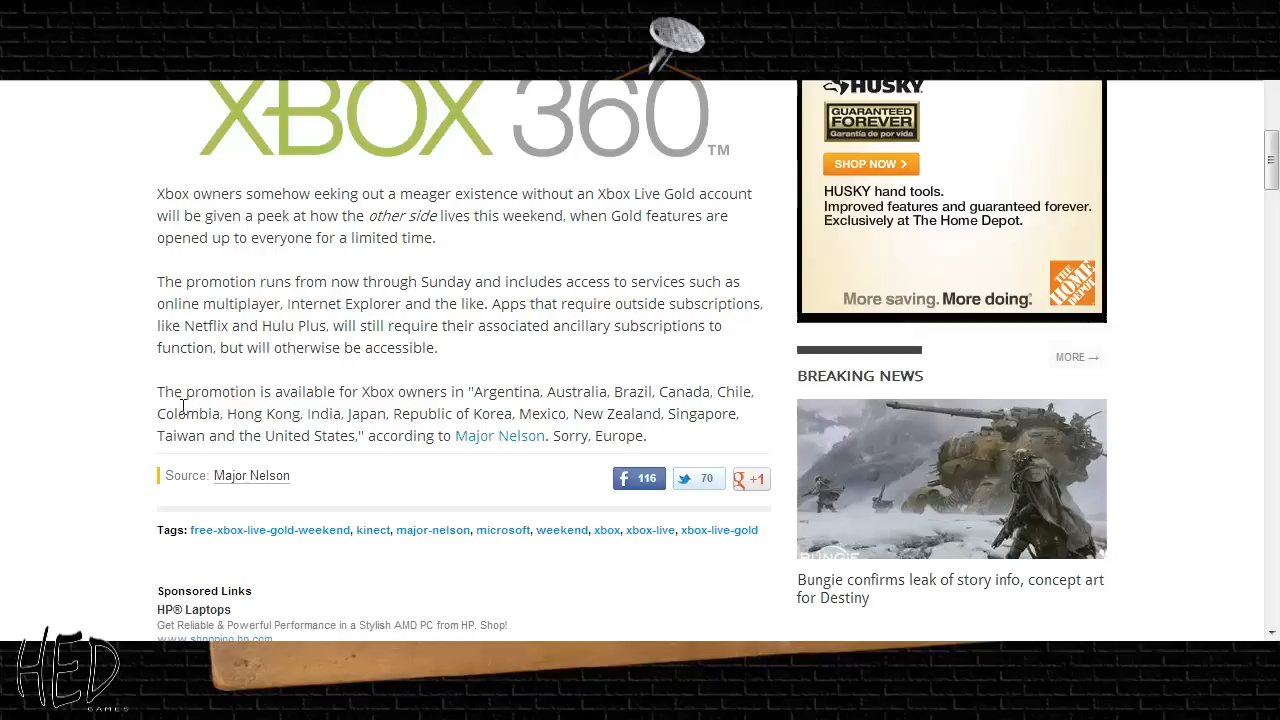 XBOX 360™
Xbox owners somehow eeking out a meager existence without an Xbox Live Gold account
will be given a peek at how the other side lives this weekend, when Gold features are
opened up to everyone for a limited time.
The promotion runs from now through Sunday and includes access to services such as
online multiplayer, Internet Explorer and the like. Apps that require outside subscriptions,
like Netflix and Hulu Plus, will still require their associated ancillary subscriptions to
function, but will otherwise be accessible.
The promotion is available for Xbox owners in "Argentina, Australia, Brazil, Canada, Chile,
Colombia, Hong Kong, India, Japan, Republic of Korea, Mexico, New Zealand, Singapore,
Taiwan and the United States," according to Major Nelson. Sorry, Europe.
Source: Major Nelson
116
70
+1
Tags: free-xbox-live-gold-weekend, kinect, major-nelson, microsoft, weekend, xbox, xbox-live, xbox-live-gold
Sponsored Links
HP® Laptops
Get Reliable & Powerful Performance in a Stylish AMD PC from HP. Shop!
www.shopping.hp.com
HUSKY
GUARANTEED
FOREVER
Garantía de por vida
SHOP NOW >
HUSKY hand tools.
Improved features and guaranteed forever.
Exclusively at The Home Depot.
More saving. More doing.
THE HOME DEPOT
MORE →
BREAKING NEWS
BUNGIE
Bungie confirms leak of story info, concept art
for Destiny
HED
GAMES